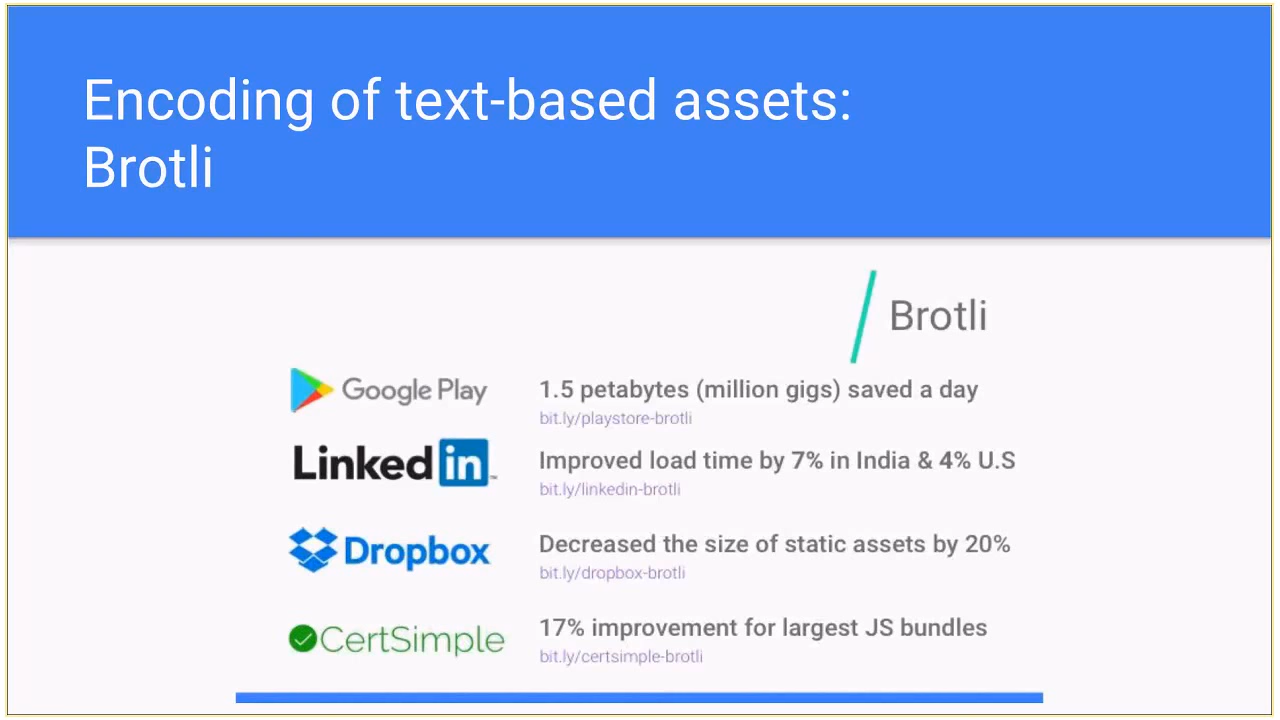 Encoding of text-based assets:
Brotli
Brotli
Google Play
1.5 petabytes (million gigs) saved a day
bit.ly/playstore-brotli
Linked in™
Improved load time by 7% in India & 4% U.S
bit.ly/linkedin-brotli
Dropbox
Decreased the size of static assets by 20%
bit.ly/dropbox-brotli
CertSimple
17% improvement for largest JS bundles
bit.ly/certsimple-brotli